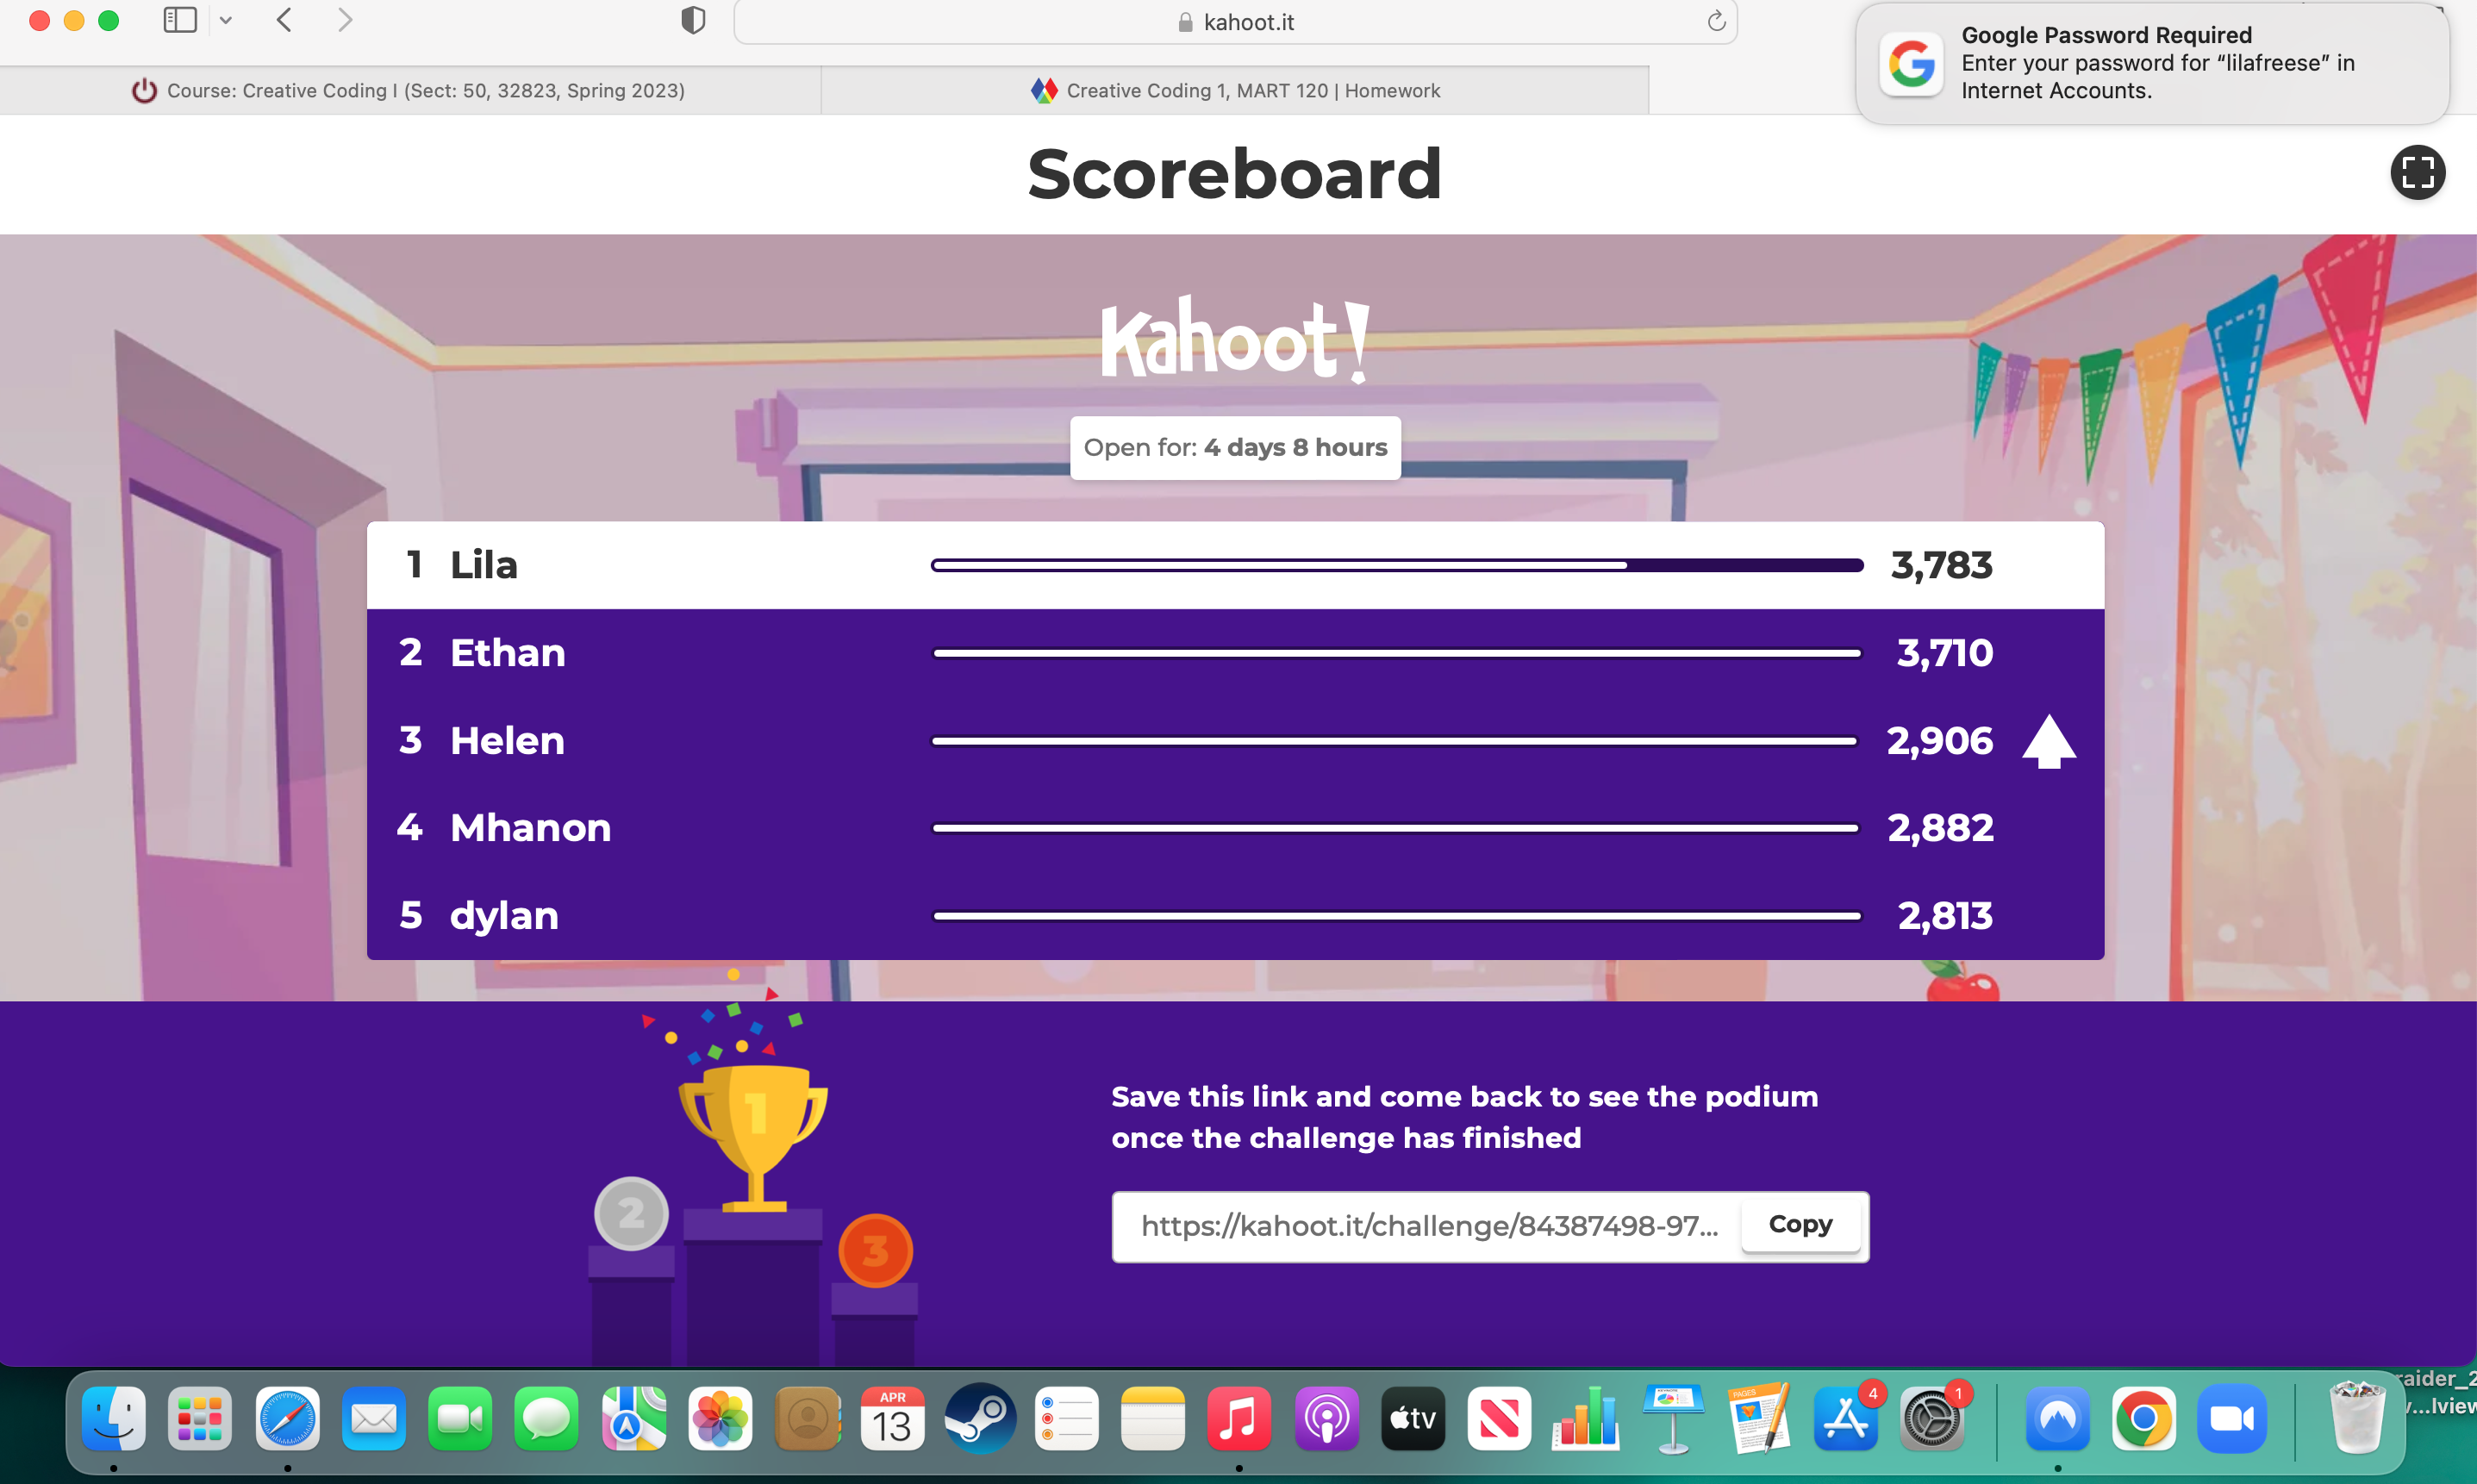 kahoot.it
Google Password Required
Enter your password for “lilafreese” in
Internet Accounts.
Course: Creative Coding I (Sect: 50, 32823, Spring 2023)
Creative Coding 1, MART 120 | Homework
Scoreboard
Kahoot!
Open for: 4 days 8 hours
1 Lila 3,783
2 Ethan 3,710
3 Helen 2,906
4 Mhanon 2,882
5 dylan 2,813
1
2
3
Save this link and come back to see the podium
once the challenge has finished
https://kahoot.it/challenge/84387498-97...
Copy
APR
13
tv
PAGES
4
1
raider_2
...lview